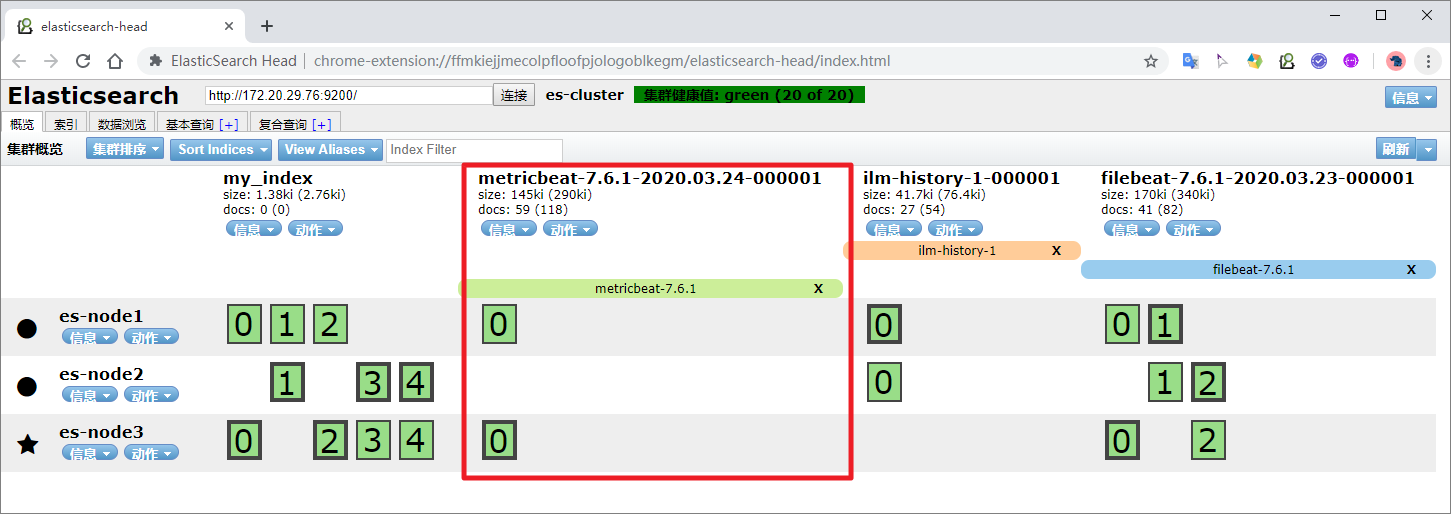 elasticsearch-head
ElasticSearch Head | chrome-extension://ffmkiejjmecolpfloofpjologoblkegm/elasticsearch-head/index.html
Elasticsearch http://172.20.29.76:9200/ 连接 es-cluster 集群健康值: green (20 of 20) 信息
概览 索引 数据浏览 基本查询 [+] 复合查询 [+]
集群概览 集群排序 Sort Indices View Aliases Index Filter 刷新
my_index metricbeat-7.6.1-2020.03.24-000001 ilm-history-1-000001 filebeat-7.6.1-2020.03.23-000001
size: 1.38ki (2.76ki) size: 145ki (290ki) size: 41.7ki (76.4ki) size: 170ki (340ki)
docs: 0 (0) docs: 59 (118) docs: 27 (54) docs: 41 (82)
信息 动作 信息 动作 信息 动作 信息 动作
ilm-history-1 X
filebeat-7.6.1 X
metricbeat-7.6.1 X
es-node1 0 1 2 0 0 0 1
信息 动作
es-node2 1 3 4 0 1 2
信息 动作
es-node3 0 2 3 4 0 0 2
信息 动作